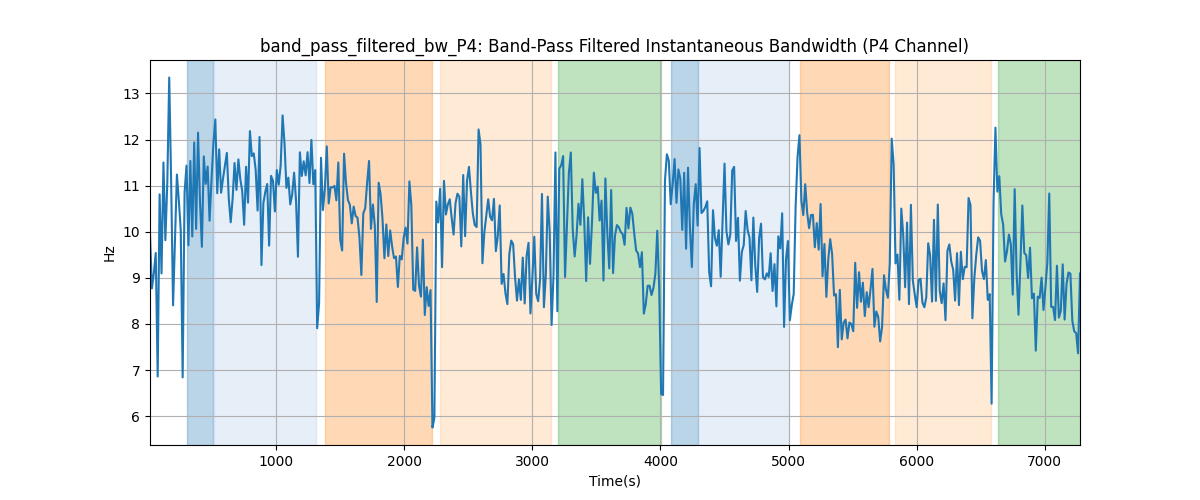 band_pass_filtered_bw_P4: Band-Pass Filtered Instantaneous Bandwidth (P4 Channel)
Hz
13
12
11
10
9
8
7
6
1000 2000 3000 4000 5000 6000 7000
Time(s)